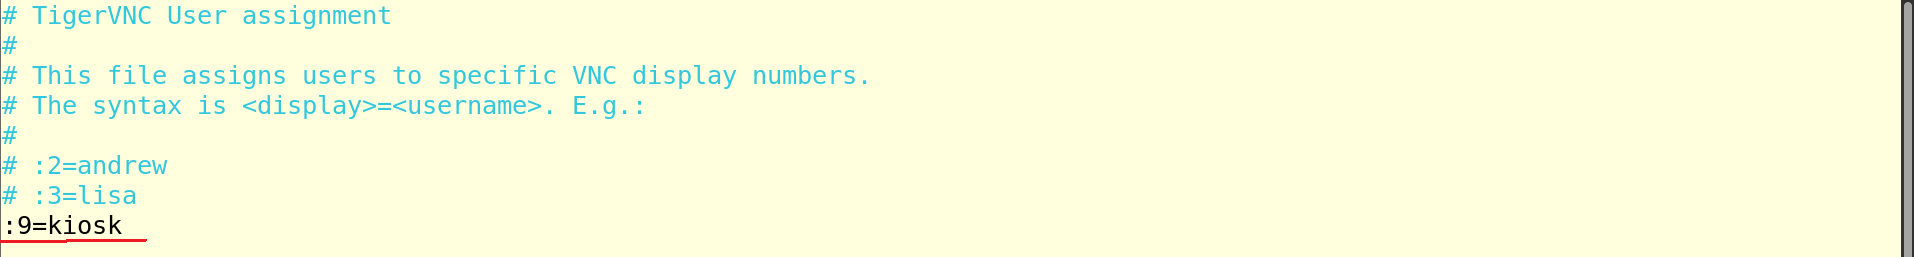 # TigerVNC User assignment
#
# This file assigns users to specific VNC display numbers.
# The syntax is <display>=<username>. E.g.:
#
# :2=andrew
# :3=lisa
:9=kiosk